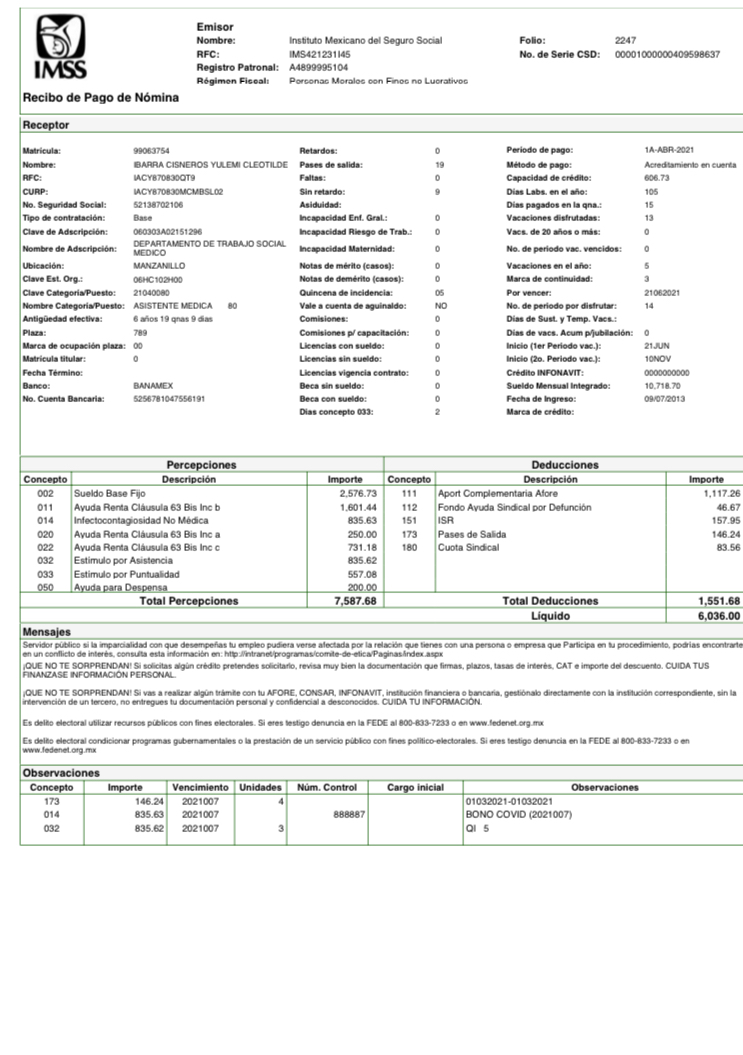 IMSS
Emisor
Nombre: Instituto Mexicano del Seguro Social Folio: 2247
RFC: IMS421231I45 No. de Serie CSD: 00001000000409598637
Registro Patronal: A4899995104
Régimen Fiscal: Personas Morales con Fines no Lucrativos
Recibo de Pago de Nómina
Receptor
Matrícula: 99063754 Retardos: 0 Período de pago: 1A-ABR-2021
Nombre: IBARRA CISNEROS YULEMI CLEOTILDE Pases de salida: 19 Método de pago: Acreditamiento en cuenta
RFC: IACY870830QT9 Faltas: 0 Capacidad de crédito: 606.73
CURP: IACY870830MCMBSL02 Sin retardo: 9 Días Labs. en el año: 105
No. Seguridad Social: 52138702106 Asiduidad: Días pagados en la qna.: 15
Tipo de contratación: Base Incapacidad Enf. Gral.: 0 Vacaciones disfrutadas: 13
Clave de Adscripción: 060303A02151296 Incapacidad Riesgo de Trab.: 0 Vacs. de 20 años o más: 0
Nombre de Adscripción: DEPARTAMENTO DE TRABAJO SOCIAL MEDICO Incapacidad Maternidad: 0 No. de periodo vac. vencidos: 0
Ubicación: MANZANILLO Notas de mérito (casos): 0 Vacaciones en el año: 5
Clave Est. Org.: 06HC102H00 Notas de demérito (casos): 0 Marca de continuidad: 3
Clave Categoría/Puesto: 21040080 Quincena de incidencia: 05 Por vencer: 21062021
Nombre Categoría/Puesto: ASISTENTE MEDICA 80 Vale a cuenta de aguinaldo: NO No. de periodo por disfrutar: 14
Antigüedad efectiva: 6 años 19 qnas 9 dias Comisiones: 0 Días de Sust. y Temp. Vacs.:
Plaza: 789 Comisiones p/ capacitación: 0 Días de vacs. Acum p/jubilación: 0
Marca de ocupación plaza: 00 Licencias con sueldo: 0 Inicio (1er Periodo vac.): 21JUN
Matrícula titular: 0 Licencias sin sueldo: 0 Inicio (2o. Periodo vac.): 10NOV
Fecha Término: Licencias vigencia contrato: 0 Crédito INFONAVIT: 0000000000
Banco: BANAMEX Beca sin sueldo: 0 Sueldo Mensual Integrado: 10,718.70
No. Cuenta Bancaria: 5256781047556191 Beca con sueldo: 0 Fecha de Ingreso: 09/07/2013
Días concepto 033: 2 Marca de crédito:
Percepciones Deducciones
Concepto Descripción Importe Concepto Descripción Importe
002 Sueldo Base Fijo 2,576.73 111 Aport Complementaria Afore 1,117.26
011 Ayuda Renta Cláusula 63 Bis Inc b 1,601.44 112 Fondo Ayuda Sindical por Defunción 46.67
014 Infectocontagiosidad No Médica 835.63 151 ISR 157.95
020 Ayuda Renta Cláusula 63 Bis Inc a 250.00 173 Pases de Salida 146.24
022 Ayuda Renta Cláusula 63 Bis Inc c 731.18 180 Cuota Sindical 83.56
032 Estímulo por Asistencia 835.62
033 Estímulo por Puntualidad 557.08
050 Ayuda para Despensa 200.00
Total Percepciones 7,587.68 Total Deducciones 1,551.68
Líquido 6,036.00
Mensajes
Servidor público si la imparcialidad con que desempeñas tu empleo pudiera verse afectada por la relación que tienes con una persona o empresa que Participa en tu procedimiento, podrías encontrarte
en un conflicto de interés, consulta esta información en: http://intranet/programas/comite-de-etica/Paginas/index.aspx
¡QUE NO TE SORPRENDAN! Si solicitas algún crédito pretendes solicitarlo, revisa muy bien la documentación que firmas, plazos, tasas de interés, CAT e importe del descuento. CUIDA TUS
FINANZASE INFORMACIÓN PERSONAL.
¡QUE NO TE SORPRENDAN! Si vas a realizar algún trámite con tu AFORE, CONSAR, INFONAVIT, institución financiera o bancaria, gestiónalo directamente con la institución correspondiente, sin la
intervención de un tercero, no entregues tu documentación personal y confidencial a desconocidos. CUIDA TU INFORMACIÓN.
Es delito electoral utilizar recursos públicos con fines electorales. Si eres testigo denuncia en la FEDE al 800-833-7233 o en www.fedenet.org.mx
Es delito electoral condicionar programas gubernamentales o la prestación de un servicio público con fines político-electorales. Si eres testigo denuncia en la FEDE al 800-833-7233 o en
www.fedenet.org.mx
Observaciones
Concepto Importe Vencimiento Unidades Núm. Control Cargo inicial Observaciones
173 146.24 2021007 4 01032021-01032021
014 835.63 2021007 888887 BONO COVID (2021007)
032 835.62 2021007 3 QI 5